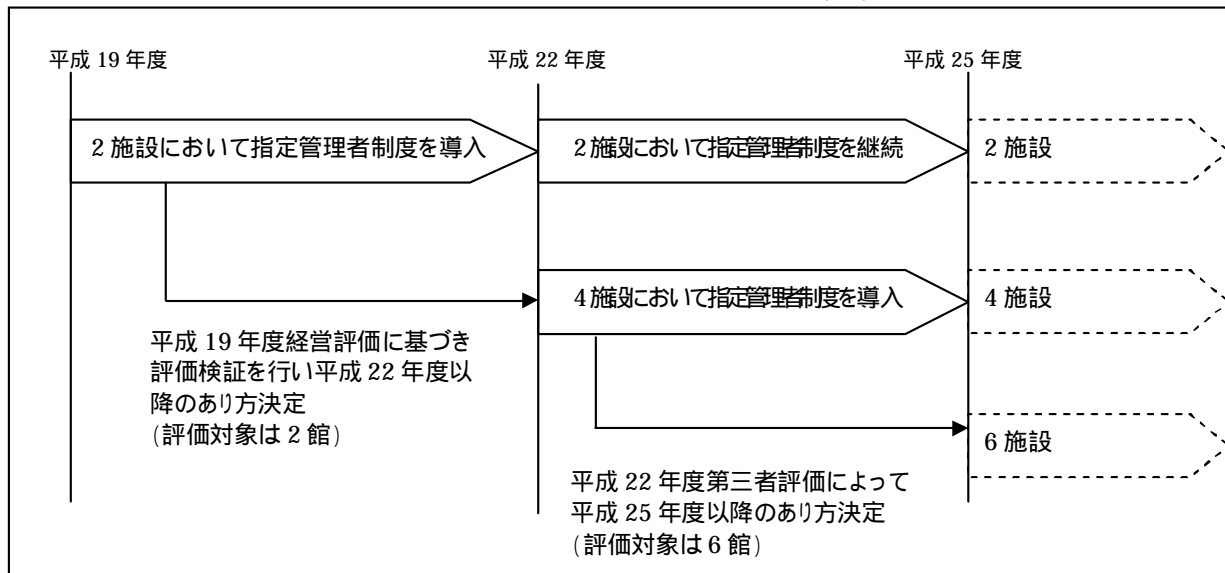 平成 19 年度
平成 22 年度
平成 25 年度
2 施設において指定管理者制度を導入
2 施設において指定管理者制度を継続
2 施設
4 施設において指定管理者制度を導入
4 施設
平成 19 年度経営評価に基づき
評価検証を行い平成 22 年度以
降のあり方決定
(評価対象は 2 館)
6 施設
平成 22 年度第三者評価によって
平成 25 年度以降のあり方決定
(評価対象は 6 館)